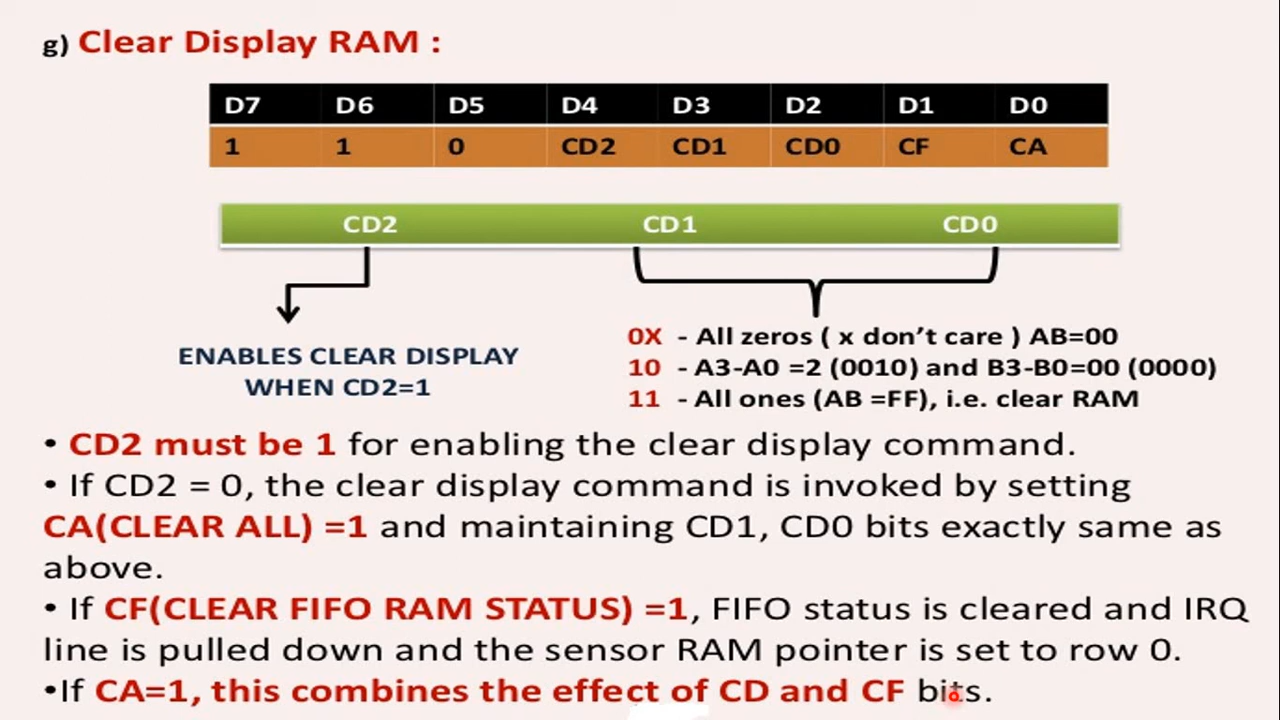 g) Clear Display RAM :
D7 D6 D5 D4 D3 D2 D1 D0
1 1 0 CD2 CD1 CD0 CF CA
CD2 CD1 CD0
ENABLES CLEAR DISPLAY
WHEN CD2=1
0X - All zeros ( x don’t care ) AB=00
10 - A3-A0 =2 (0010) and B3-B0=00 (0000)
11 - All ones (AB =FF), i.e. clear RAM
• CD2 must be 1 for enabling the clear display command.
• If CD2 = 0, the clear display command is invoked by setting
CA(CLEAR ALL) =1 and maintaining CD1, CD0 bits exactly same as
above.
• If CF(CLEAR FIFO RAM STATUS) =1, FIFO status is cleared and IRQ
line is pulled down and the sensor RAM pointer is set to row 0.
•If CA=1, this combines the effect of CD and CF bits.